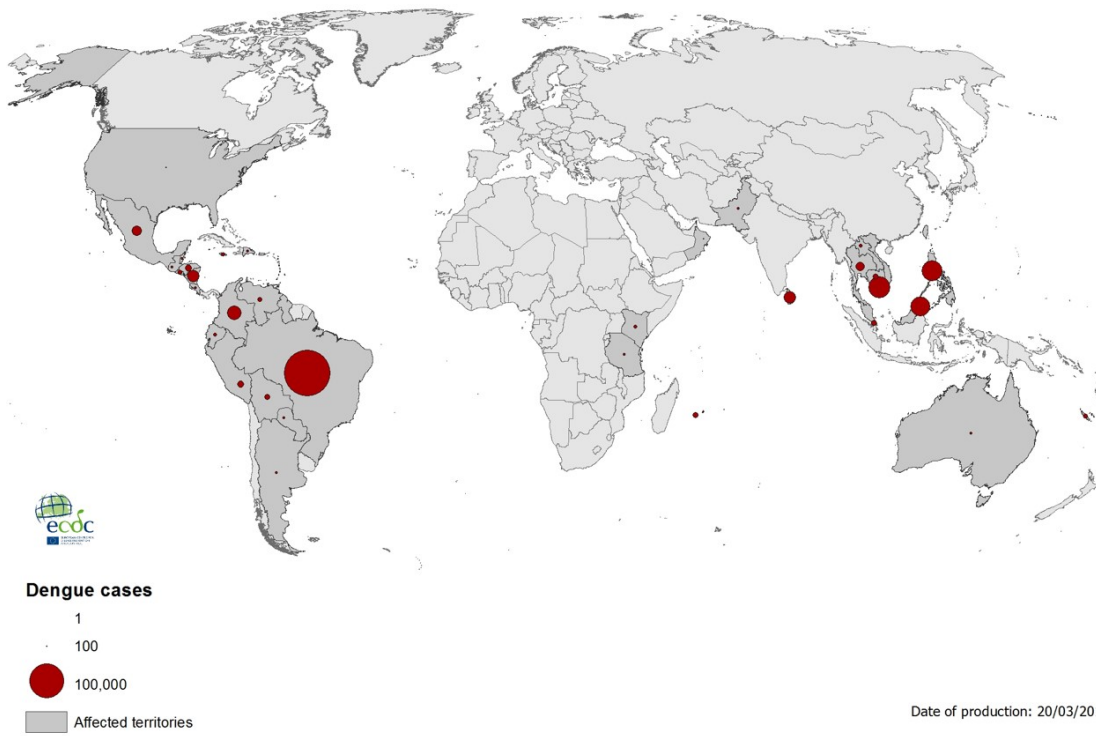 ecdc
Dengue cases
1
100
100,000
Affected territories
Date of production: 20/03/20